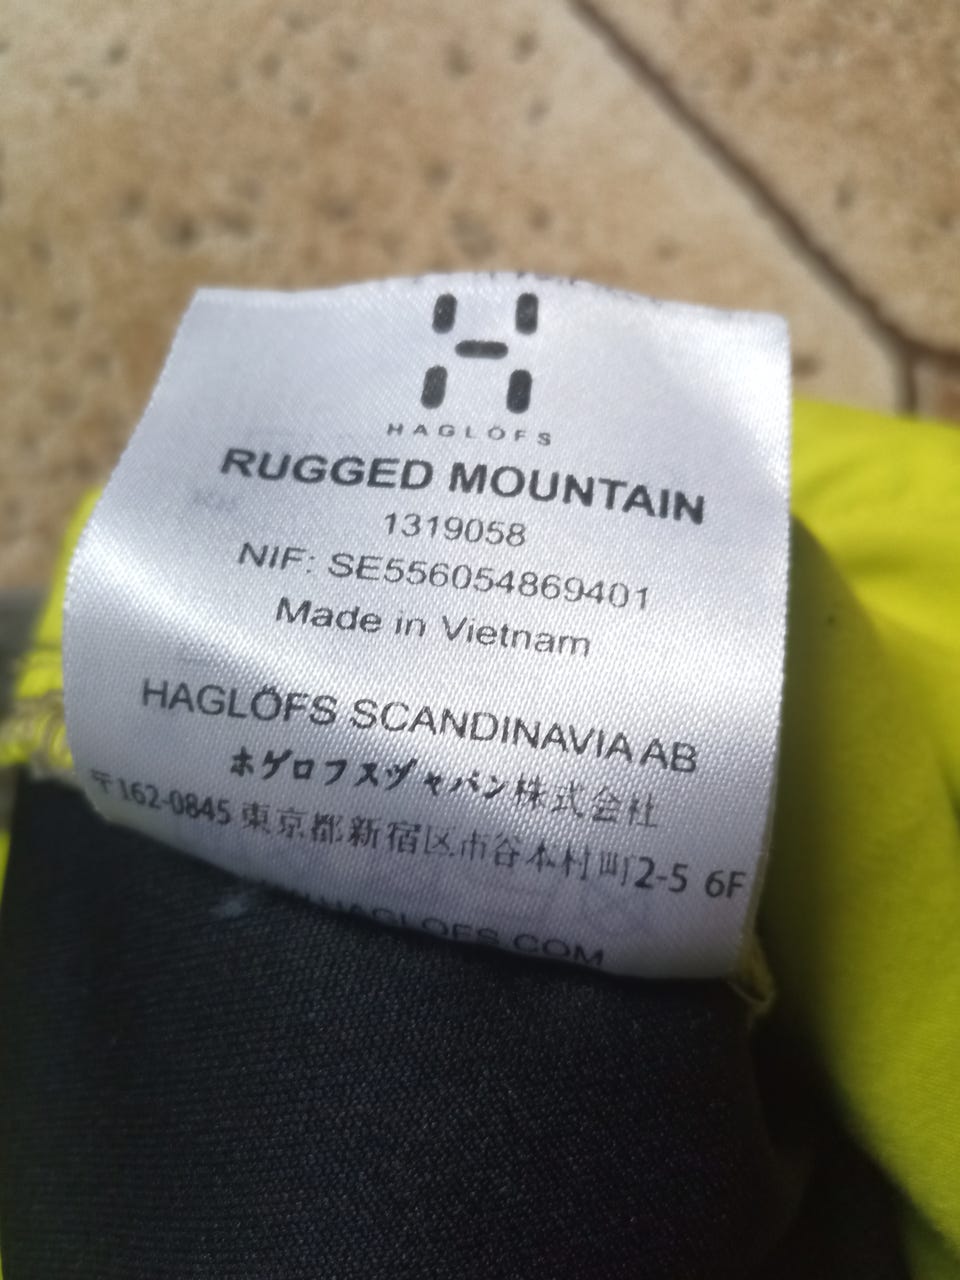 HAGLÖFS
RUGGED MOUNTAIN
1319058
NIF: SE556054869401
Made in Vietnam
HAGLÖFS SCANDINAVIA AB
ホグロフスジャパン株式会社
〒162-0845 東京都新宿区市谷本村町2-5 6F
HAGLOFS.COM